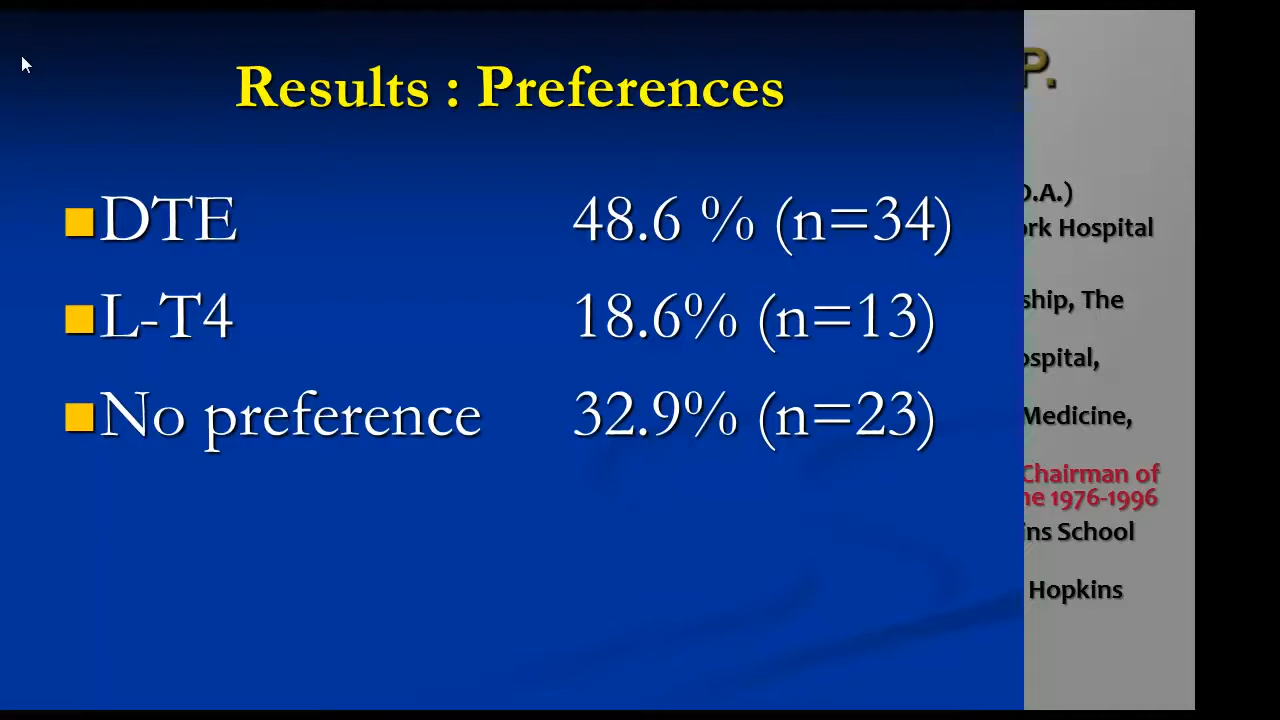 Results : Preferences
DTE 48.6 % (n=34)
L-T4 18.6% (n=13)
No preference 32.9% (n=23)
P.
O.A.)
ork Hospital
ship, The
ospital,
Medicine,
Chairman of
ne 1976-1996
ins School
Hopkins